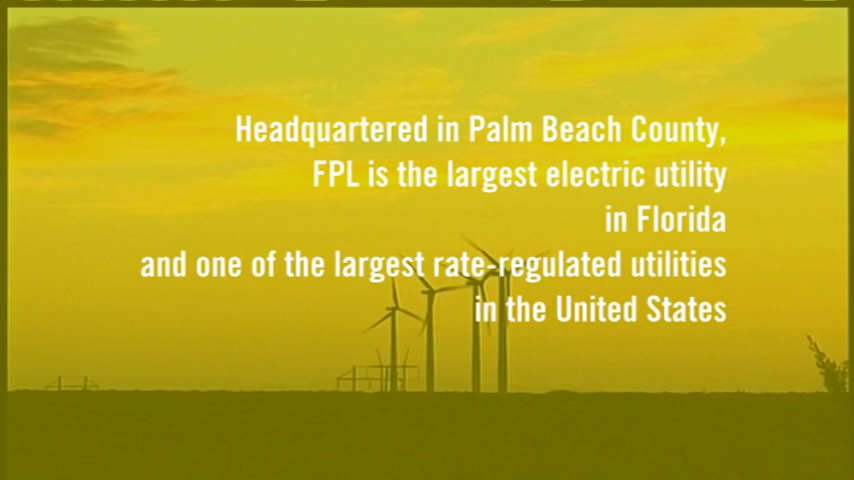 Headquartered in Palm Beach County,
FPL is the largest electric utility
in Florida
and one of the largest rate-regulated utilities
in the United States